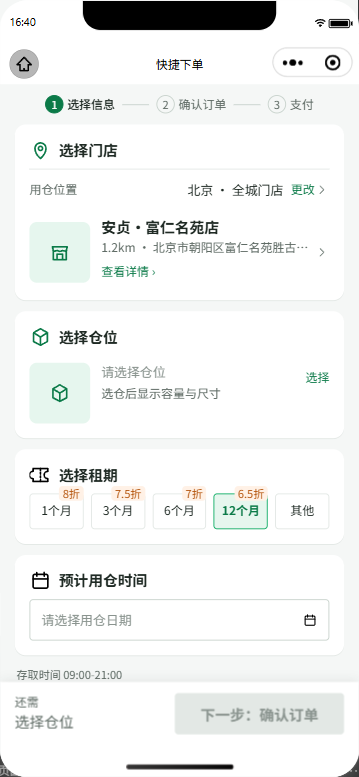 16:40
快捷下单
1 选择信息 2 确认订单 3 支付
选择门店
用仓位置 北京 · 全城门店 更改 >
安贞·富仁名苑店
1.2km · 北京市朝阳区富仁名苑胜古…
查看详情 ›
选择仓位
请选择仓位
选仓后显示容量与尺寸
选择
选择租期
8折 7.5折 7折 6.5折
1个月 3个月 6个月 12个月 其他
预计用仓时间
请选择用仓日期
存取时间 09:00-21:00
还需
选择仓位
下一步：确认订单